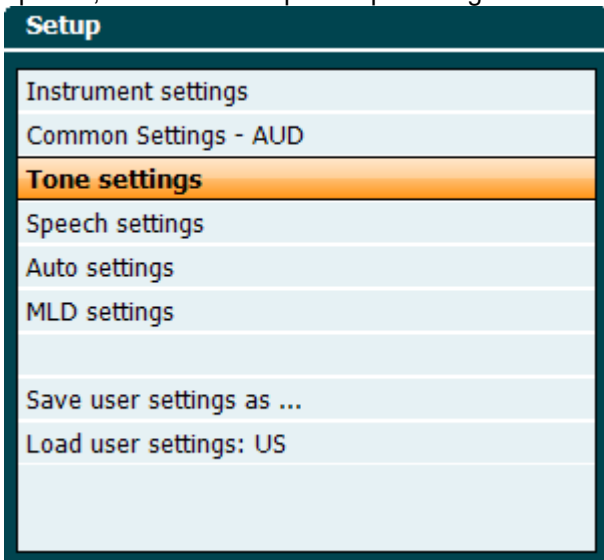 Setup
Instrument settings
Common Settings - AUD
Tone settings
Speech settings
Auto settings
MLD settings
Save user settings as ...
Load user settings: US